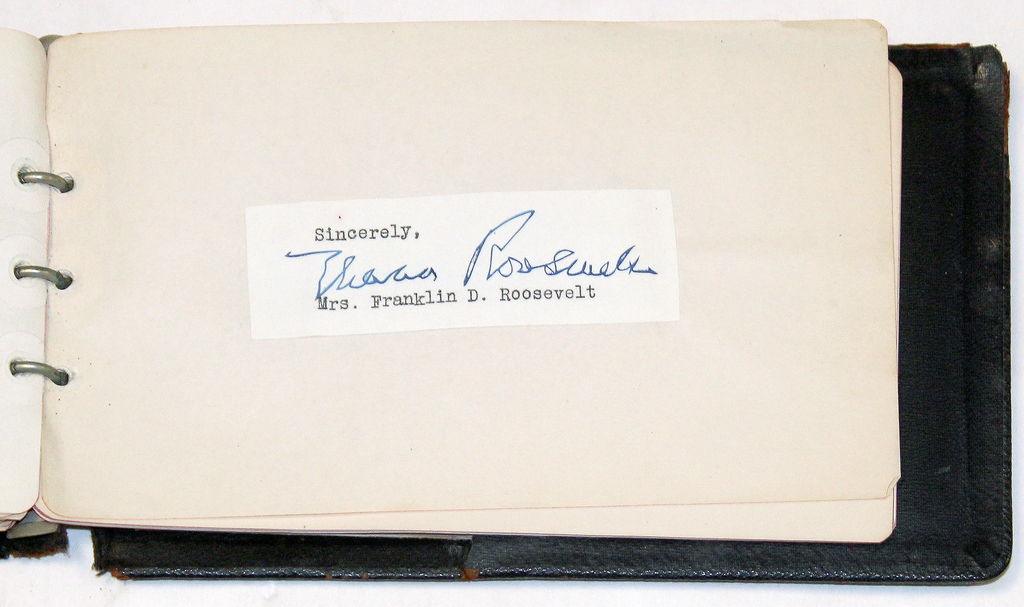 Sincerely,
Eleanor Roosevelt
Mrs. Franklin D. Roosevelt